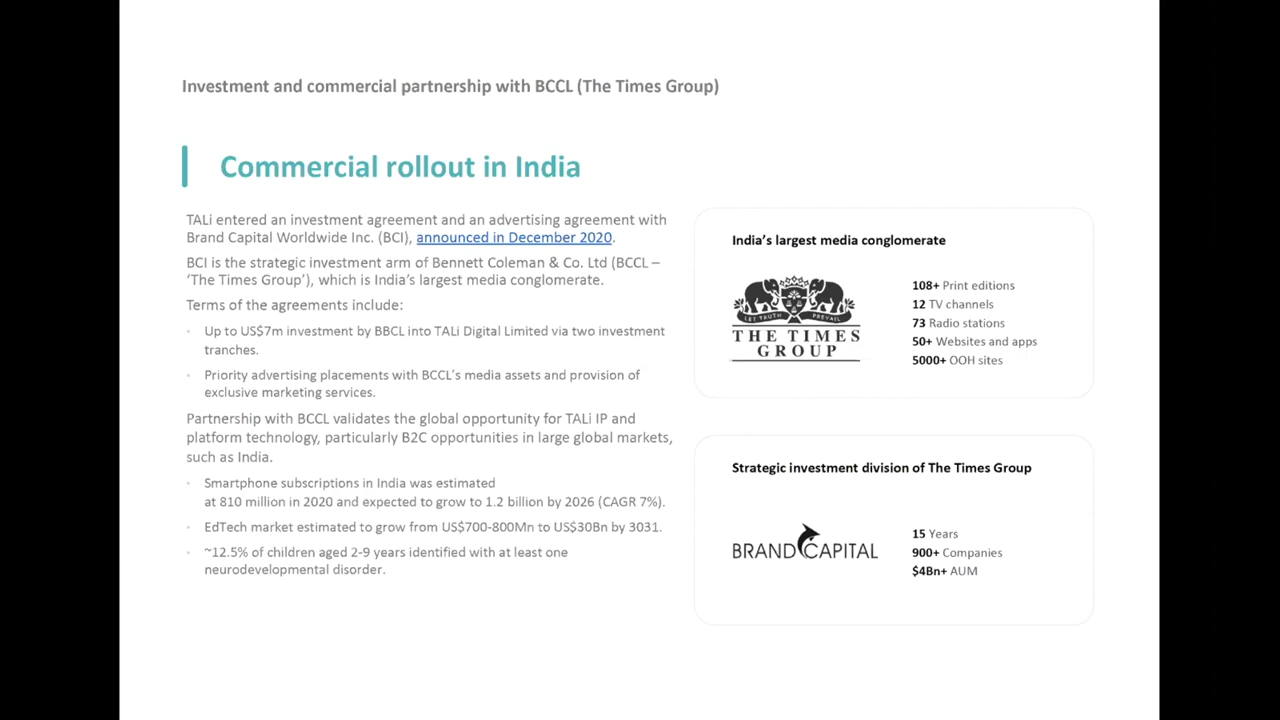 Investment and commercial partnership with BCCL (The Times Group)
Commercial rollout in India
TALi entered an investment agreement and an advertising agreement with
Brand Capital Worldwide Inc. (BCI), announced in December 2020.
BCI is the strategic investment arm of Bennett Coleman & Co. Ltd (BCCL –
'The Times Group'), which is India's largest media conglomerate.
Terms of the agreements include:
Up to US$7m investment by BBCL into TALi Digital Limited via two investment
tranches.
Priority advertising placements with BCCL's media assets and provision of
exclusive marketing services.
Partnership with BCCL validates the global opportunity for TALi IP and
platform technology, particularly B2C opportunities in large global markets,
such as India.
Smartphone subscriptions in India was estimated
at 810 million in 2020 and expected to grow to 1.2 billion by 2026 (CAGR 7%).
EdTech market estimated to grow from US$700-800Mn to US$30Bn by 3031.
~12.5% of children aged 2-9 years identified with at least one
neurodevelopmental disorder.
India's largest media conglomerate
LET TRUTH PREVAIL
THE TIMES
GROUP
108+ Print editions
12 TV channels
73 Radio stations
50+ Websites and apps
5000+ OOH sites
Strategic investment division of The Times Group
BRAND CAPITAL
15 Years
900+ Companies
$4Bn+ AUM